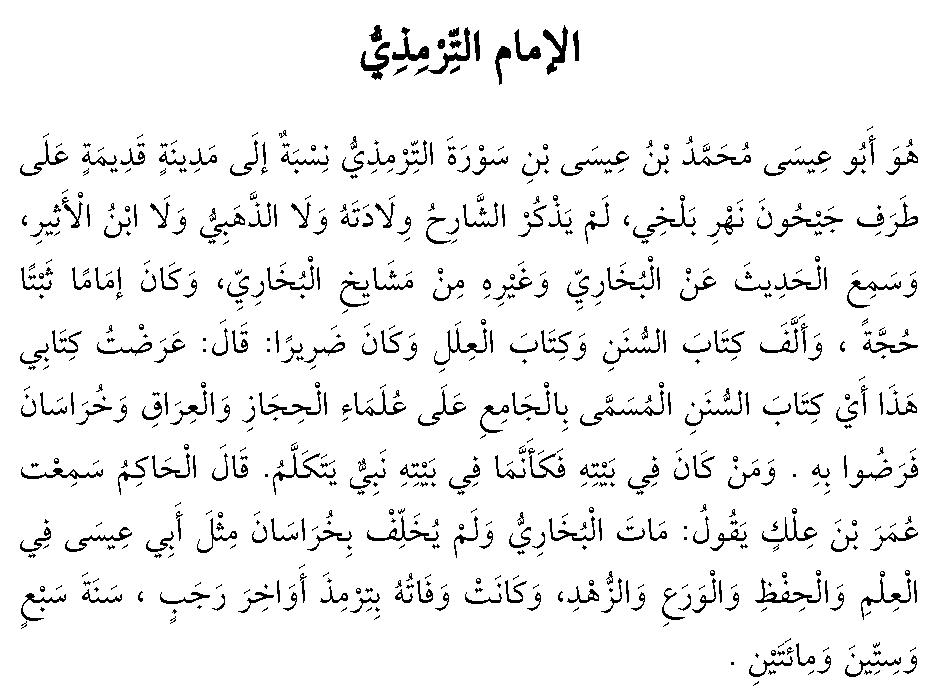 الإمام التِّرْمِذِيُّ
هُوَ أَبُو عِيسَى مُحَمَّدُ بْنُ عِيسَى بْنِ سَوْرَةَ التِّرْمِذِيُّ نِسْبَةٌ إلَى مَدِينَةٍ قَدِيمَةٍ عَلَى
طَرَفِ جَيْحُونَ نَهْرِ بَلْخِي، لَمْ يَذْكُرْ الشَّارِحُ وِلَادَتَهُ وَلَا الذَّهَبِيُّ وَلَا ابْنُ الْأَثِيرِ،
وَسَمِعَ الْحَدِيثَ عَنْ الْبُخَارِيِّ وَغَيْرِهِ مِنْ مَشَايِخِ الْبُخَارِيِّ، وَكَانَ إمَامًا ثَبْتًا
حُجَّةً ، وَأَلَّفَ كِتَابَ السُّنَنِ وَكِتَابَ الْعِلَلِ وَكَانَ ضَرِيرًا: قَالَ: عَرَضْتُ كِتَابِي
هَذَا أَيْ كِتَابَ السُّنَنِ الْمُسَمَّى بِالْجَامِعِ عَلَى عُلَمَاءِ الْحِجَازِ وَالْعِرَاقِ وَخُرَاسَانَ
فَرَضُوا بِهِ . وَمَنْ كَانَ فِي بَيْتِهِ فَكَأَنَّمَا فِي بَيْتِهِ نَبِيٌّ يَتَكَلَّمُ. قَالَ الْحَاكِمُ سَمِعْت
عُمَرَ بْنَ عِلْكٍ يَقُولُ: مَاتَ الْبُخَارِيُّ وَلَمْ يُخَلِّفْ بِخُرَاسَانَ مِثْلَ أَبِي عِيسَى فِي
الْعِلْمِ وَالْحِفْظِ وَالْوَرَعِ وَالزُّهْدِ، وَكَانَتْ وَفَاتُهُ بِتِرْمِذَ أَوَاخِرَ رَجَبٍ ، سَنَةَ سَبْعٍ
وَسِتِّينَ وَمِائَتَيْنِ .